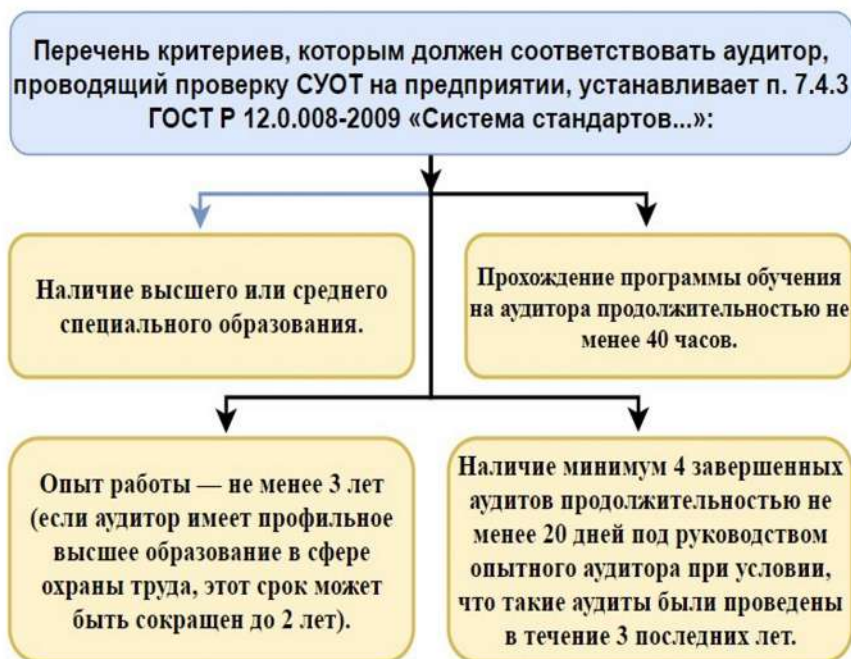 Перечень критериев, которым должен соответствовать аудитор,
проводящий проверку СУОТ на предприятии, устанавливает п. 7.4.3
ГОСТ Р 12.0.008-2009 «Система стандартов...»:
Наличие высшего или среднего
специального образования.
Прохождение программы обучения
на аудитора продолжительностью не
менее 40 часов.
Опыт работы — не менее 3 лет
(если аудитор имеет профильное
высшее образование в сфере
охраны труда, этот срок может
быть сокращен до 2 лет).
Наличие минимум 4 завершенных
аудитов продолжительностью не
менее 20 дней под руководством
опытного аудитора при условии,
что такие аудиты были проведены
в течение 3 последних лет.